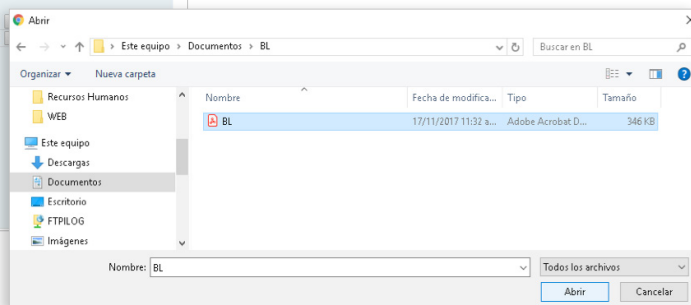 Abrir
Este equipo > Documentos > BL
Buscar en BL
Organizar
Nueva carpeta
Recursos Humanos
WEB
Este equipo
Descargas
Documentos
Escritorio
FTPILOG
Imágenes
Nombre Fecha de modifica... Tipo Tamaño
BL 17/11/2017 11:32 a... Adobe Acrobat D... 346 KB
Nombre: BL
Todos los archivos
Abrir Cancelar